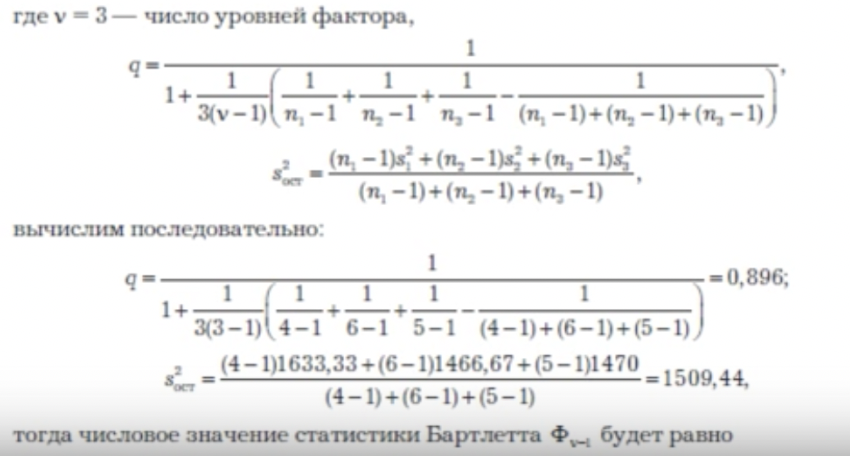 где ν = 3 — число уровней фактора,
q = 1 / (1 + 1/(3(ν − 1)) (1/(n₁ − 1) + 1/(n₂ − 1) + 1/(n₃ − 1) − 1/((n₁ − 1) + (n₂ − 1) + (n₃ − 1)))),
s²ост = ((n₁ − 1)s₁² + (n₂ − 1)s₂² + (n₃ − 1)s₃²) / ((n₁ − 1) + (n₂ − 1) + (n₃ − 1)),
вычислим последовательно:
q = 1 / (1 + 1/(3(3 − 1)) (1/(4 − 1) + 1/(6 − 1) + 1/(5 − 1) − 1/((4 − 1) + (6 − 1) + (5 − 1)))) = 0,896;
s²ост = ((4 − 1)1633,33 + (6 − 1)1466,67 + (5 − 1)1470) / ((4 − 1) + (6 − 1) + (5 − 1)) = 1509,44,
тогда числовое значение статистики Бартлетта Φᵥ₋₁ будет равно